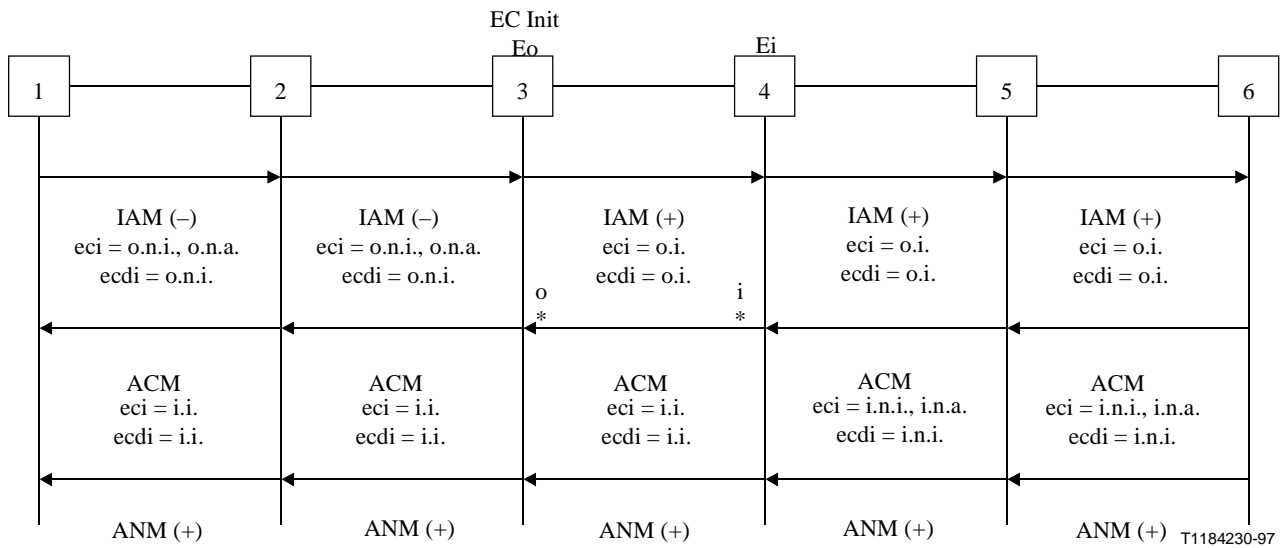 EC Init
Eo
Ei
1
2
3
4
5
6
IAM (–)
eci = o.n.i., o.n.a.
ecdi = o.n.i.
IAM (–)
eci = o.n.i., o.n.a.
ecdi = o.n.i.
IAM (+)
eci = o.i.
ecdi = o.i.
IAM (+)
eci = o.i.
ecdi = o.i.
IAM (+)
eci = o.i.
ecdi = o.i.
o
*
i
*
ACM
eci = i.i.
ecdi = i.i.
ACM
eci = i.i.
ecdi = i.i.
ACM
eci = i.i.
ecdi = i.i.
ACM
eci = i.n.i., i.n.a.
ecdi = i.n.i.
ACM
eci = i.n.i., i.n.a.
ecdi = i.n.i.
ANM (+)
ANM (+)
ANM (+)
ANM (+)
ANM (+)
T1184230-97